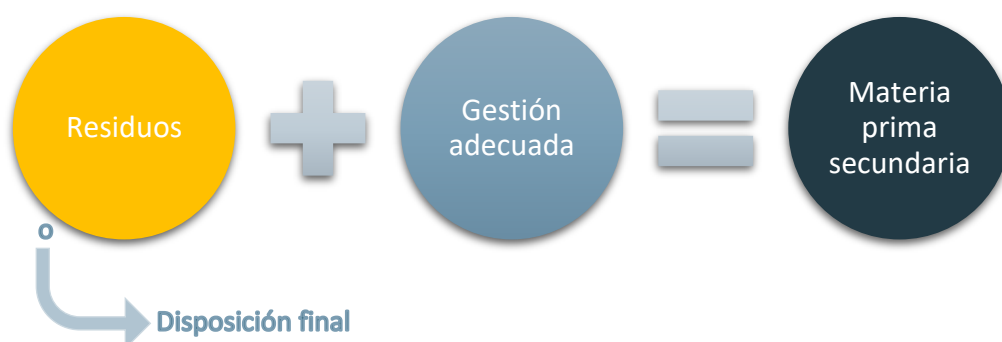 Residuos
Gestión
adecuada
Materia
prima
secundaria
o
Disposición final